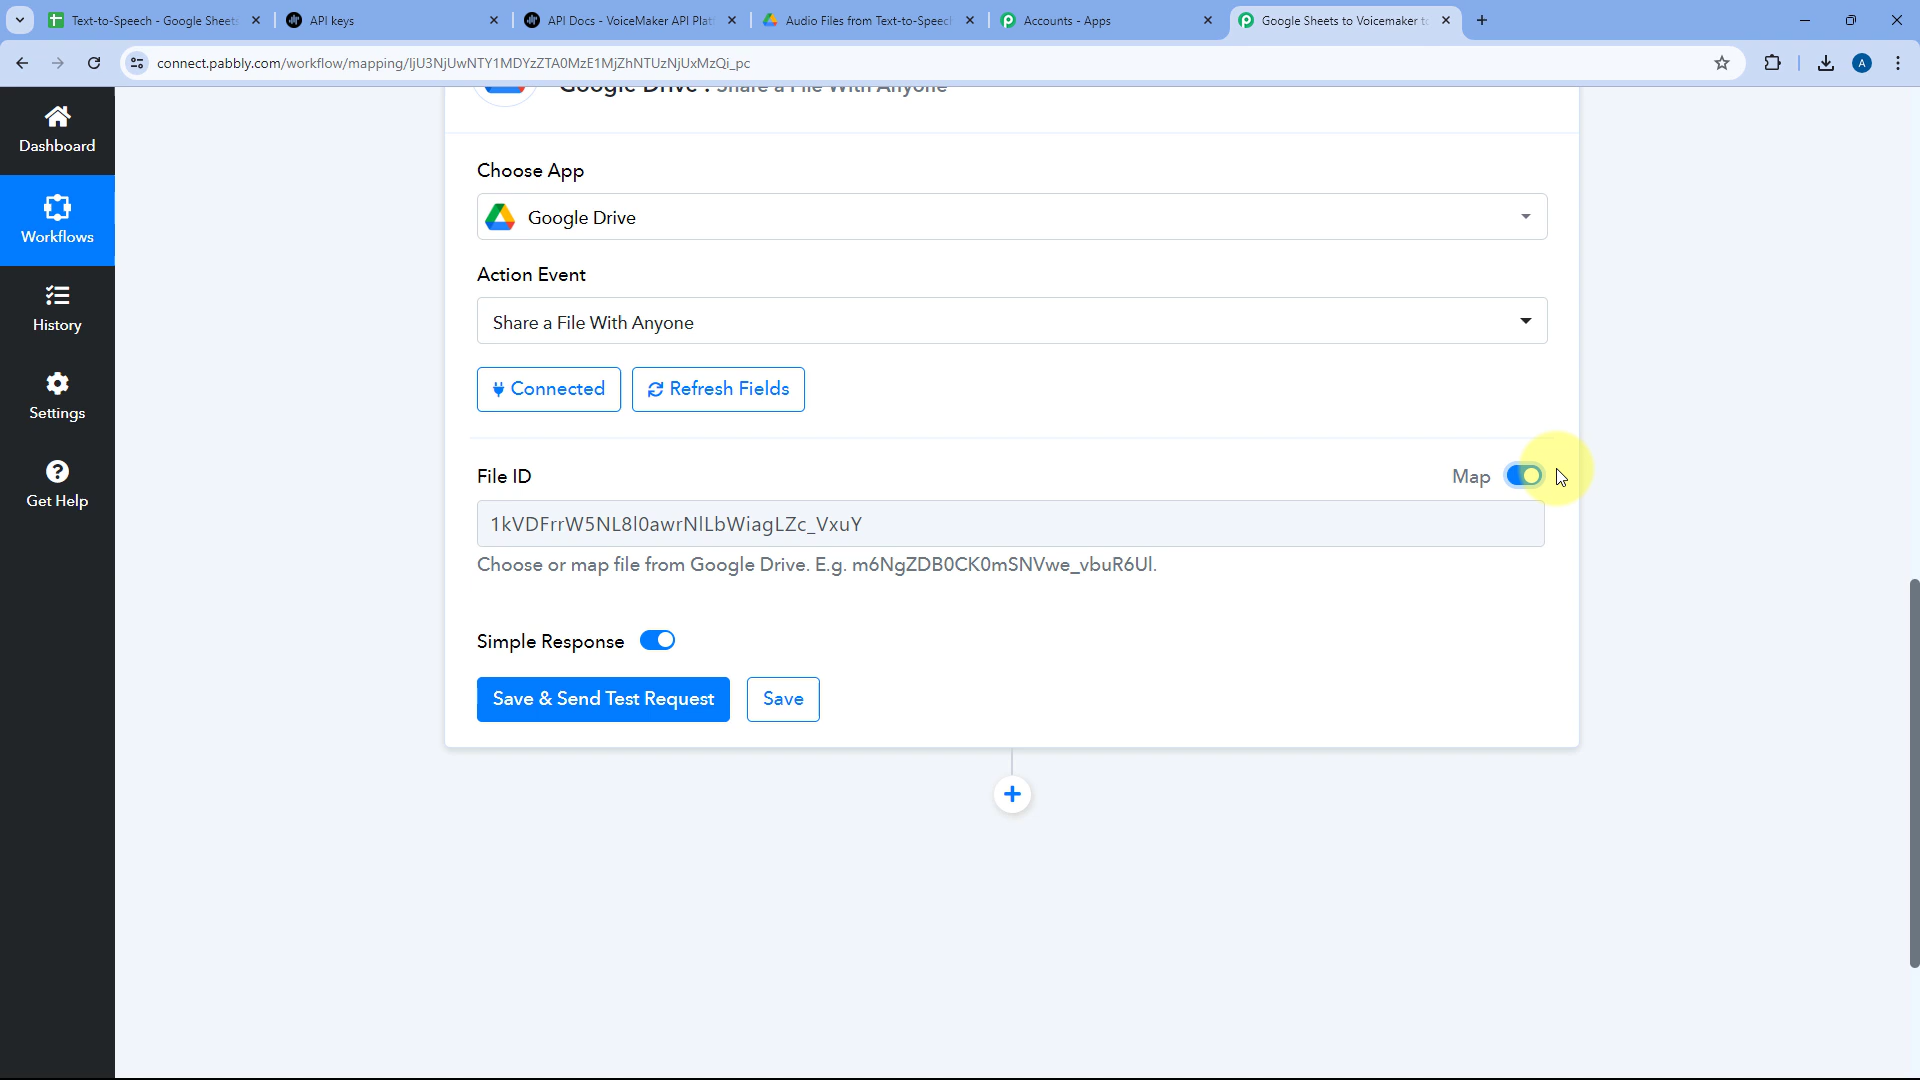 Text-to-Speech - Google Sheets
API keys
API Docs - VoiceMaker API Plat
Audio Files from Text-to-Speech
Accounts - Apps
Google Sheets to Voicemaker to
connect.pabbly.com/workflow/mapping/IjU3NjUwNTY1MDYzZTA0MzE1MjZhNTUzNjUxMzQi_pc
A
Google Drive : Share a File With Anyone
Dashboard
Workflows
History
Settings
Get Help
Choose App
Google Drive
Action Event
Share a File With Anyone
Connected
Refresh Fields
File ID
Map
1kVDFrrW5NL8l0awrNlLbWiagLZc_VxuY
Choose or map file from Google Drive. E.g. m6NgZDB0CK0mSNVwe_vbuR6Ul.
Simple Response
Save & Send Test Request
Save